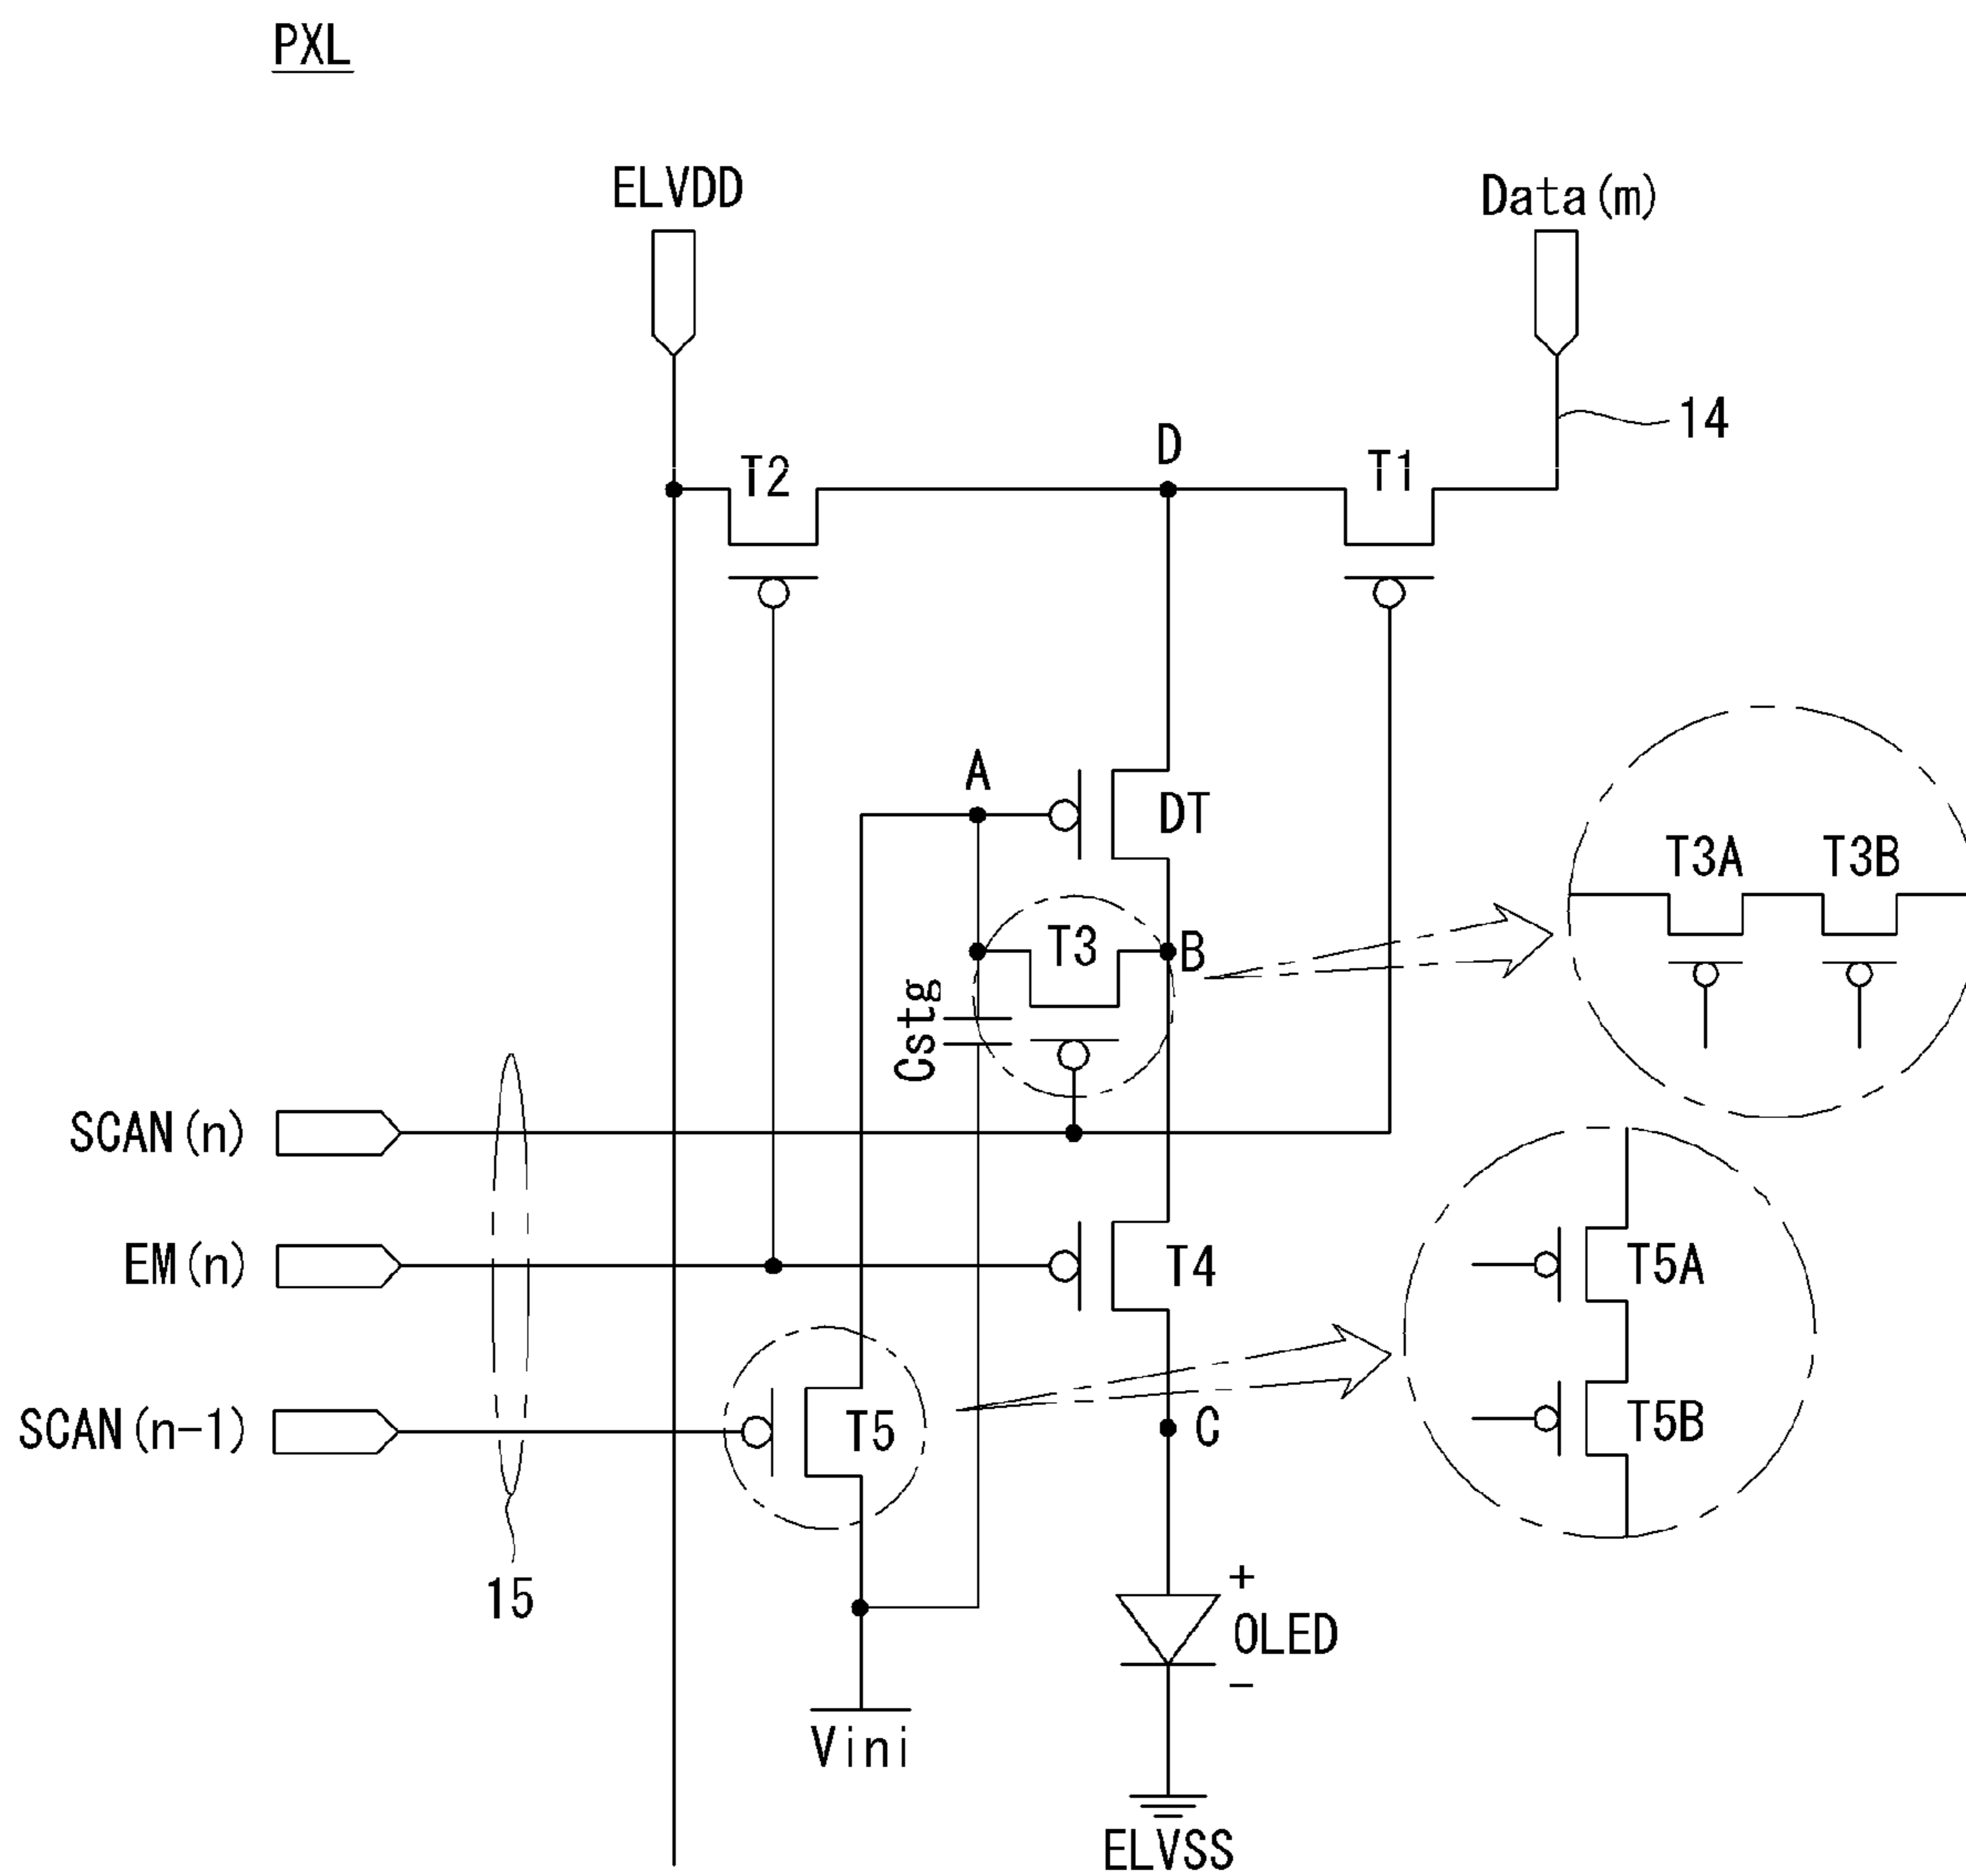 PXL
ELVDD
Data(m)
14
D
T2
T1
A
DT
T3A
T3B
T3
B
Cstg
SCAN(n)
EM(n)
T4
T5A
SCAN(n-1)
T5
C
T5B
15
+
OLED
-
Vini
ELVSS